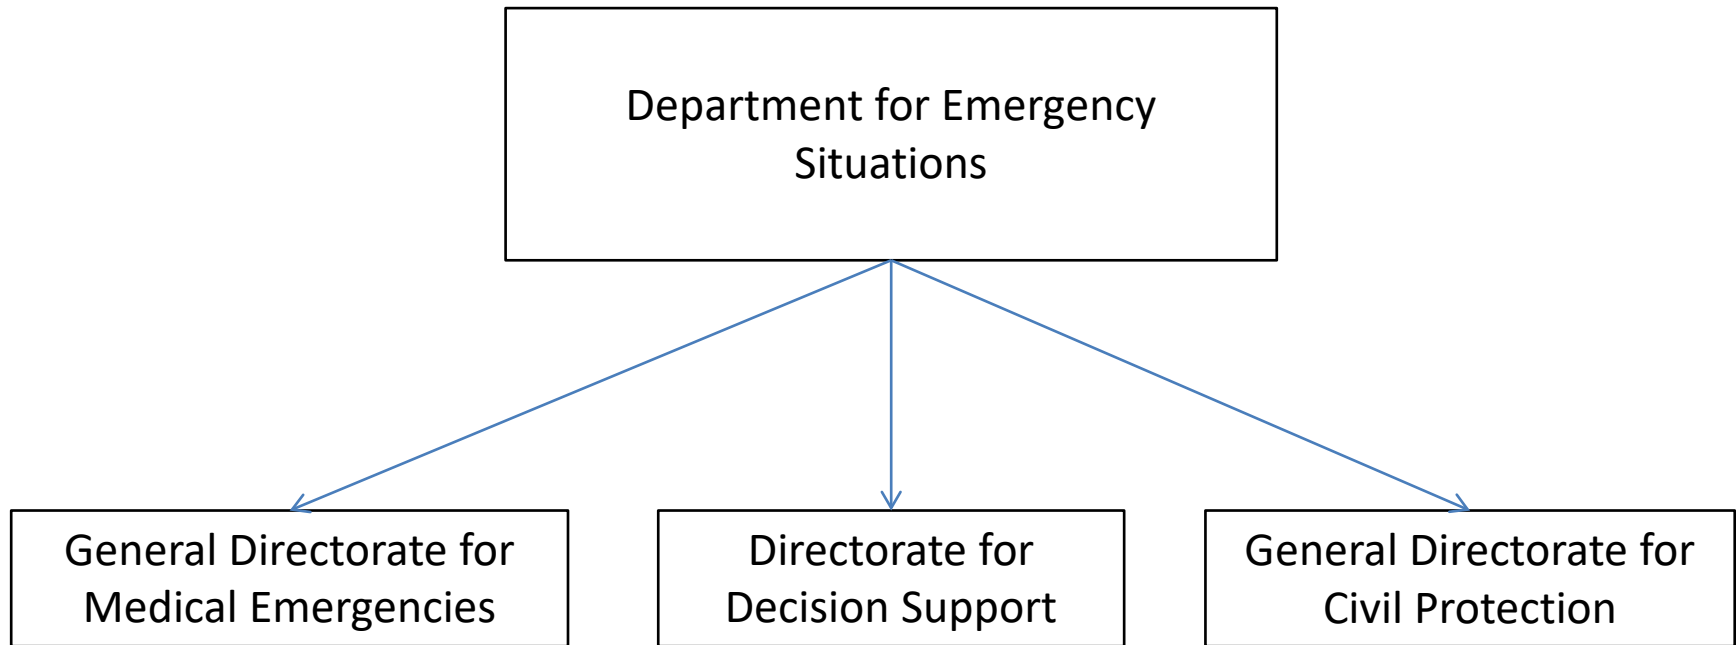 Department for Emergency
Situations
General Directorate for
Medical Emergencies
Directorate for
Decision Support
General Directorate for
Civil Protection